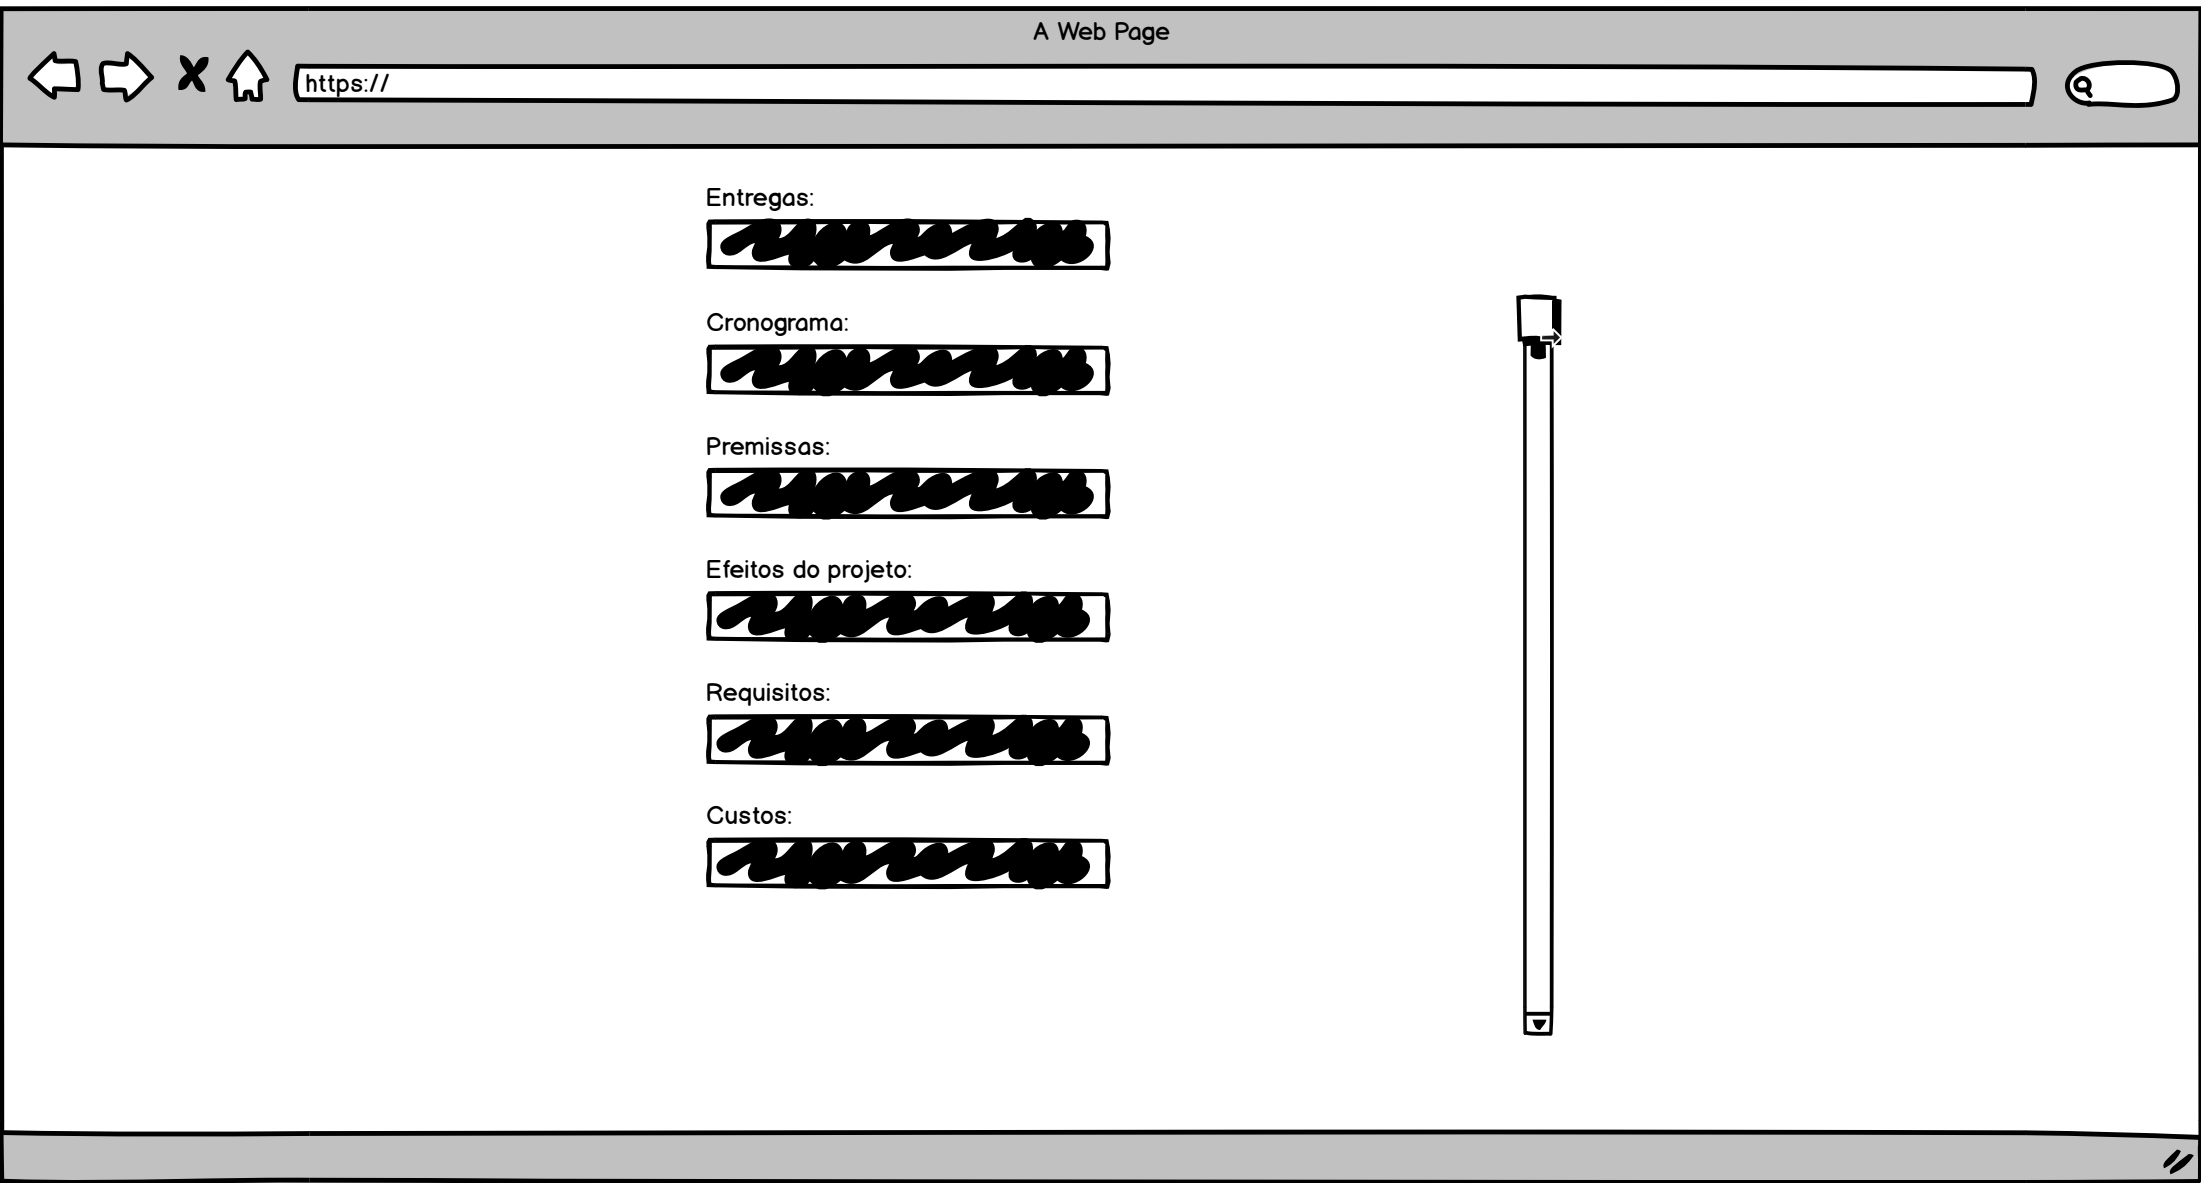 A Web Page
https://
Entregas:
Cronograma:
Premissas:
Efeitos do projeto:
Requisitos:
Custos: